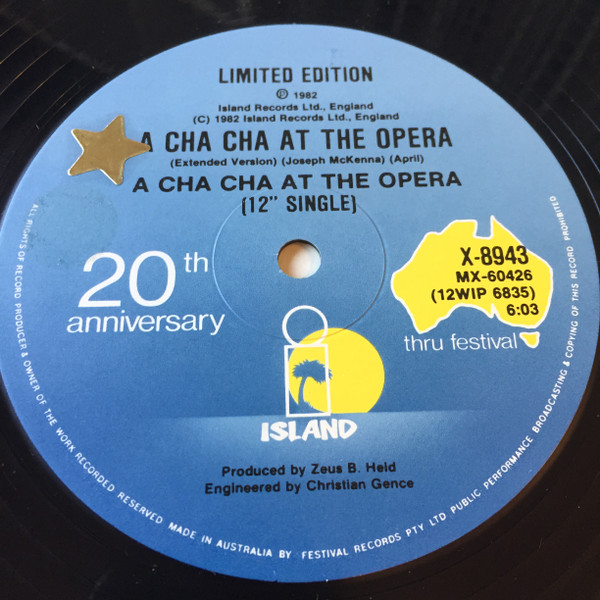 LIMITED EDITION
℗ 1982
Island Records Ltd., England
(C) 1982 Island Records Ltd., England
A CHA CHA AT THE OPERA
(Extended Version) (Joseph McKenna) (April)
A CHA CHA AT THE OPERA
(12" SINGLE)
20th
anniversary
X-8943
MX-60426
(12WIP 6835)
6:03
thru festival
ISLAND
Produced by Zeus B. Held
Engineered by Christian Gence
ALL RIGHTS OF RECORD PRODUCER & OWNER OF THE WORK RECORDED RESERVED MADE IN AUSTRALIA BY FESTIVAL RECORDS PTY LTD PUBLIC PERFORMANCE BROADCASTING & COPYING OF THIS RECORD PROHIBITED